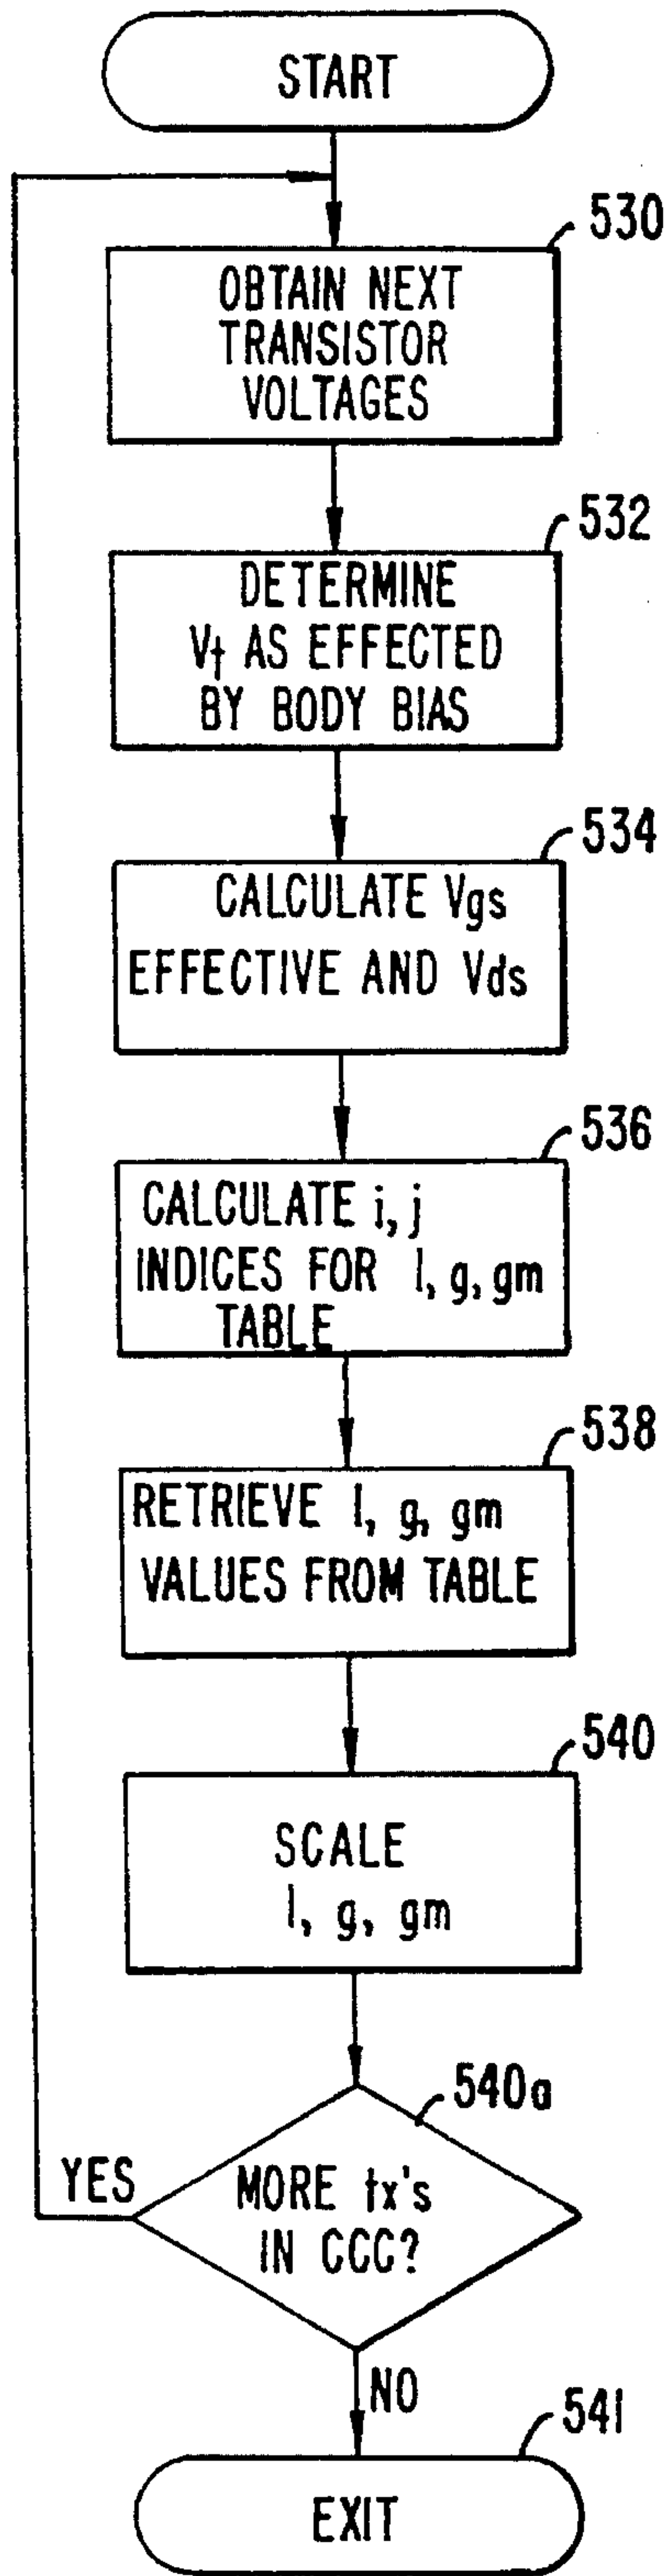 START
530
OBTAIN NEXT
TRANSISTOR
VOLTAGES
532
DETERMINE
Vt AS EFFECTED
BY BODY BIAS
534
CALCULATE Vgs
EFFECTIVE AND Vds
536
CALCULATE i, j
INDICES FOR I, g, gm
TABLE
538
RETRIEVE I, g, gm
VALUES FROM TABLE
540
SCALE
I, g, gm
540a
YES
MORE tx's
IN CCC?
NO
541
EXIT